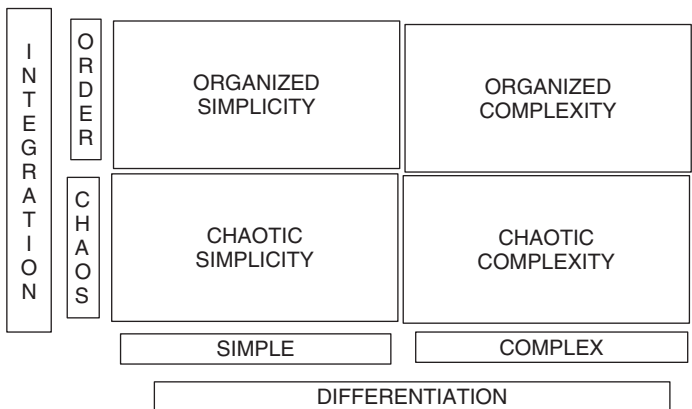 INTEGRATION
ORDER
ORGANIZED
SIMPLICITY
ORGANIZED
COMPLEXITY
CHAOS
CHAOTIC
SIMPLICITY
CHAOTIC
COMPLEXITY
SIMPLE
COMPLEX
DIFFERENTIATION